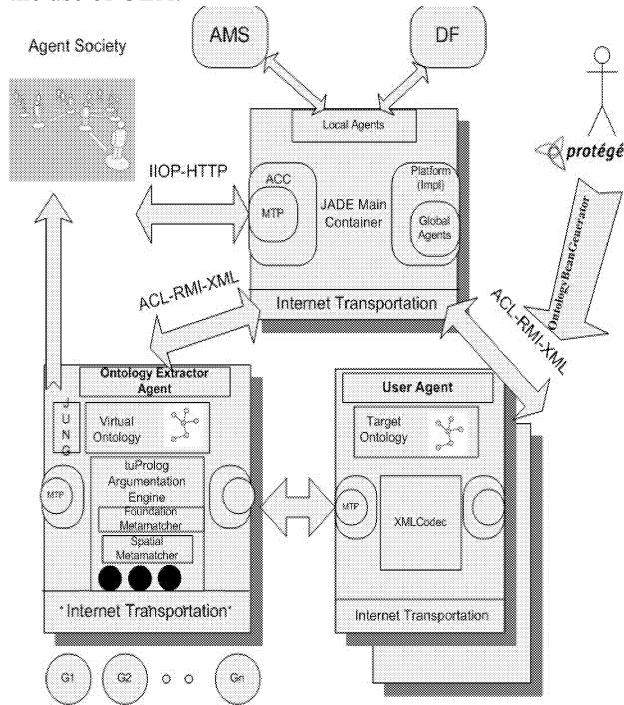 AMS
DF
Agent Society
Local Agents
protégé
IIOP-HTTP
ACC
MTP
JADE Main
Container
Platform
(Impl)
Global
Agents
OntologyBeanGenerator
ACL-RMI-XML
Internet Transportation
ACL-RMI-XML
Ontology Extractor
Agent
JUNG
Virtual
Ontology
MTP
tuProlog
Argumentation
Engine
Foundation
Metamatcher
Spatial
Metamatcher
Internet Transportation
User Agent
Target
Ontology
MTP
XMLCodec
Internet Transportation
G1
G2
Gn